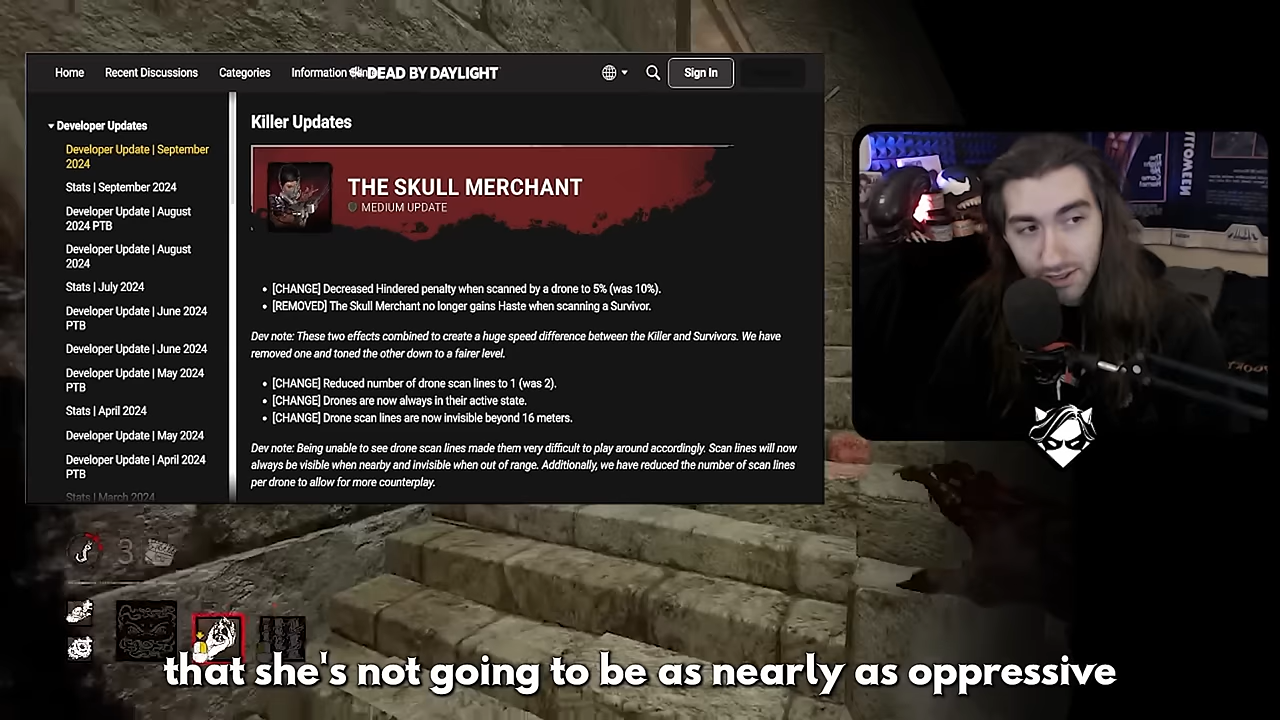 Home Recent Discussions Categories Information DEAD BY DAYLIGHT Sign In
Developer Updates
Developer Update | September
2024
Stats | September 2024
Developer Update | August
2024 PTB
Developer Update | August
2024
Stats | July 2024
Developer Update | June 2024
PTB
Developer Update | June 2024
Developer Update | May 2024
PTB
Stats | April 2024
Developer Update | May 2024
Developer Update | April 2024
PTB
Stats | March 2024
Killer Updates
THE SKULL MERCHANT
MEDIUM UPDATE
• [CHANGE] Decreased Hindered penalty when scanned by a drone to 5% (was 10%).
• [REMOVED] The Skull Merchant no longer gains Haste when scanning a Survivor.
Dev note: These two effects combined to create a huge speed difference between the Killer and Survivors. We have
removed one and toned the other down to a fairer level.
• [CHANGE] Reduced number of drone scan lines to 1 (was 2).
• [CHANGE] Drones are now always in their active state.
• [CHANGE] Drone scan lines are now invisible beyond 16 meters.
Dev note: Being unable to see drone scan lines made them very difficult to play around accordingly. Scan lines will now
always be visible when nearby and invisible when out of range. Additionally, we have reduced the number of scan lines
per drone to allow for more counterplay.
HALLOWEEN
3
that she's not going to be as nearly as oppressive